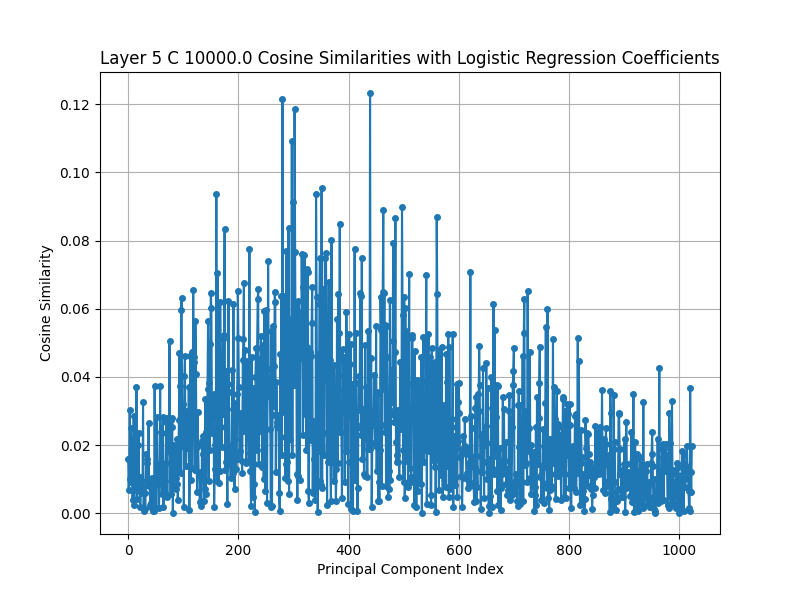 Layer 5 C 10000.0 Cosine Similarities with Logistic Regression Coefficients
Cosine Similarity
0.12
0.10
0.08
0.06
0.04
0.02
0.00
0 200 400 600 800 1000
Principal Component Index